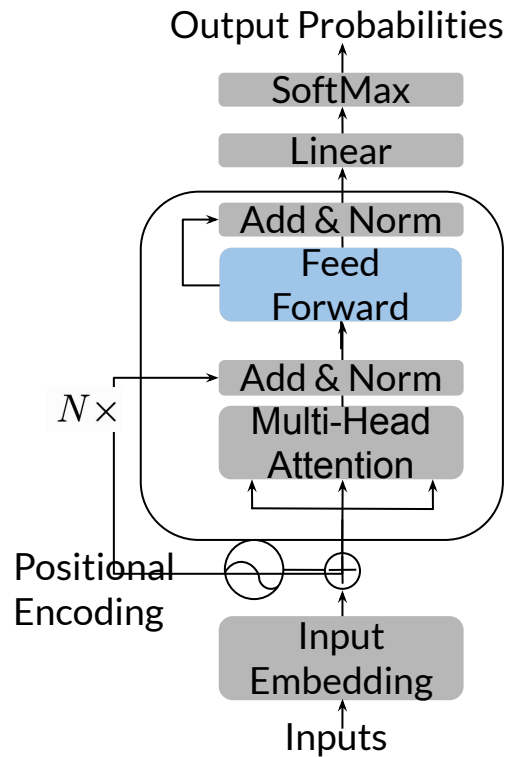 Output Probabilities
SoftMax
Linear
Add & Norm
Feed
Forward
Add & Norm
N×
Multi-Head
Attention
Positional
Encoding
Input
Embedding
Inputs